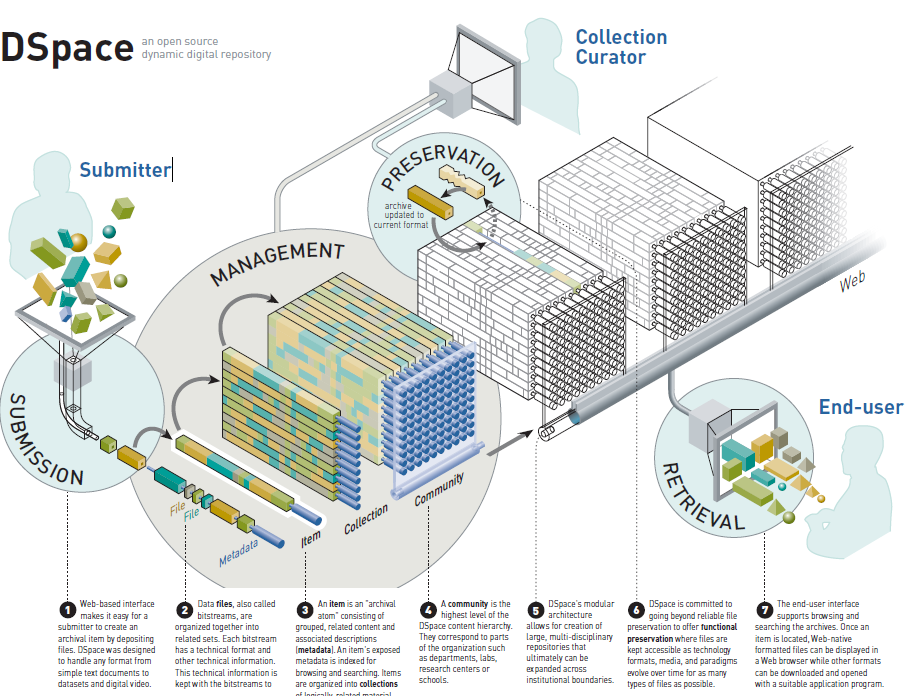 DSpace
an open source
dynamic digital repository
Collection
Curator
Submitter
PRESERVATION
archive
updated to
current format
MANAGEMENT
Web
SUBMISSION
End-user
RETRIEVAL
File
File
Metadata
Item
Collection
Community
1 Web-based interface
makes it easy for a
submitter to create an
archival item by depositing
files. DSpace was designed
to handle any format from
simple text documents to
datasets and digital video.
2 Data files, also called
bitstreams, are
organized together into
related sets. Each bitstream
has a technical format and
other technical information.
This technical information is
kept with the bitstreams to
3 An item is an "archival
atom" consisting of
grouped, related content and
associated descriptions
(metadata). An item's exposed
metadata is indexed for
browsing and searching. Items
are organized into collections
of logically-related material.
4 A community is the
highest level of the
DSpace content hierarchy.
They correspond to parts
of the organization such
as departments, labs,
research centers or
schools.
5 DSpace's modular
architecture
allows for creation of
large, multi-disciplinary
repositories that
ultimately can be
expanded across
institutional boundaries.
6 DSpace is committed to
going beyond reliable file
preservation to offer functional
preservation where files are
kept accessible as technology
formats, media, and paradigms
evolve over time for as many
types of files as possible.
7 The end-user interface
supports browsing and
searching the archives. Once an
item is located, Web-native
formatted files can be displayed in
a Web browser while other formats
can be downloaded and opened
with a suitable application program.